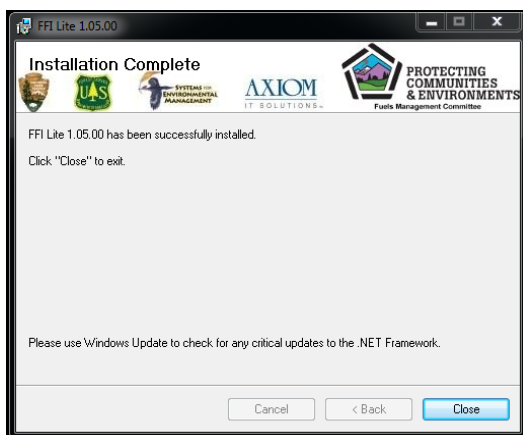 FFI Lite 1.05.00
Installation Complete
UAS
SYSTEMS FOR
ENVIRONMENTAL
MANAGEMENT
AXIOM
IT SOLUTIONS
PROTECTING
COMMUNITIES
& ENVIRONMENTS
Fuels Management Committee
FFI Lite 1.05.00 has been successfully installed.
Click "Close" to exit.
Please use Windows Update to check for any critical updates to the .NET Framework.
Cancel
< Back
Close